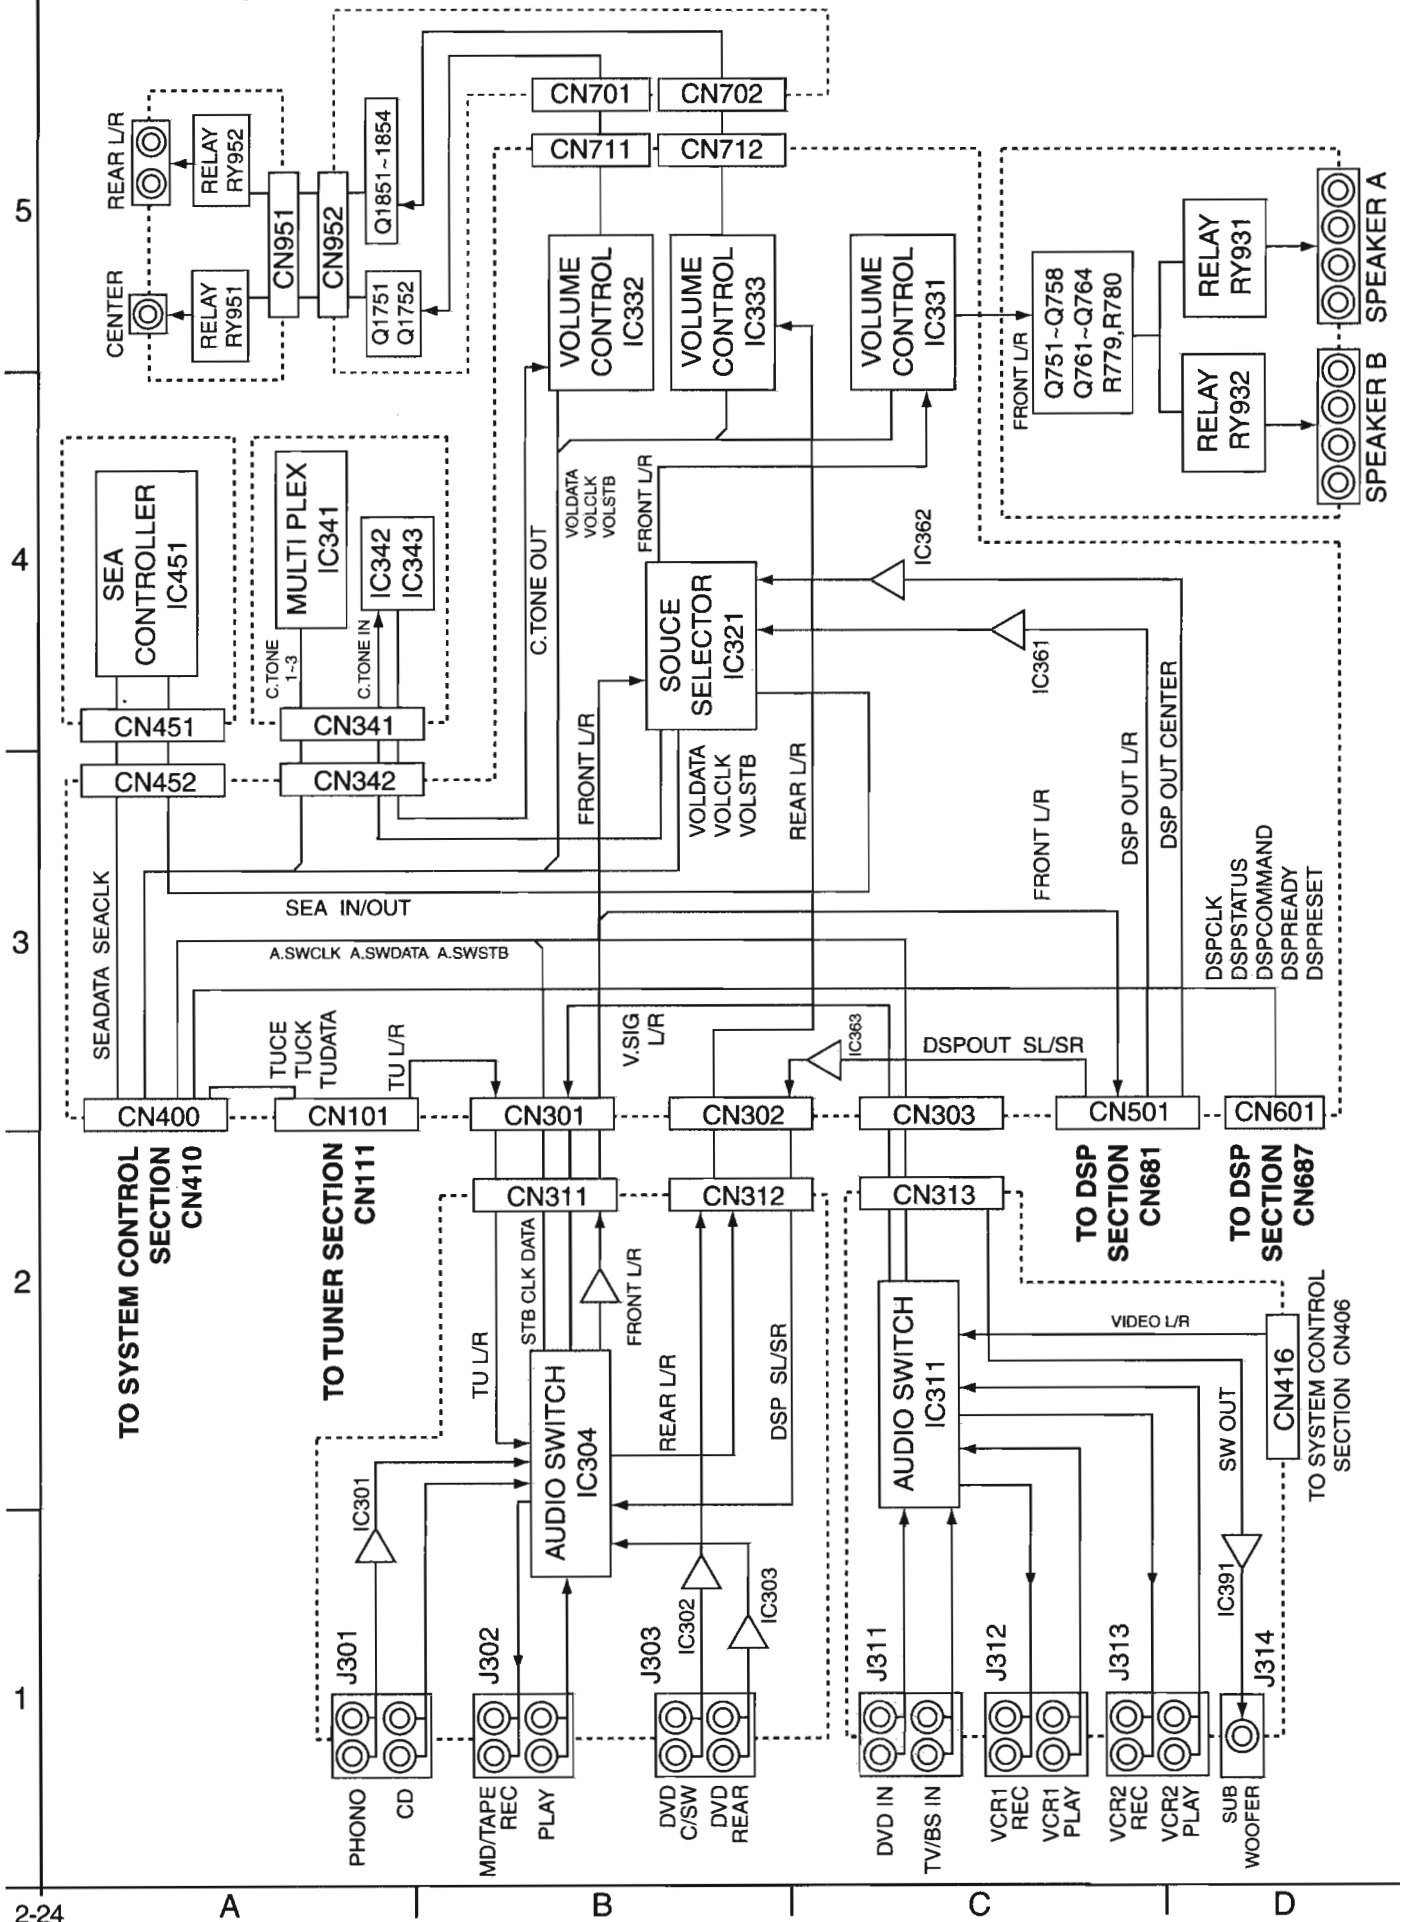 CN701
CN702
CN711
CN712
REAR L/R
RELAY
RY952
CN951
CN952
Q1851~1854
CENTER
RELAY
RY951
Q1751
Q1752
5
VOLUME
CONTROL
IC332
VOLUME
CONTROL
IC333
VOLUME
CONTROL
IC331
FRONT L/R
Q751~Q758
Q761~Q764
R779,R780
RELAY
RY931
SPEAKER A
RELAY
RY932
SPEAKER B
4
SEA
CONTROLLER
IC451
MULTI PLEX
IC341
IC342
IC343
C.TONE
1~3
C.TONE IN
C.TONE OUT
VOLDATA
VOLCLK
VOLSTB
FRONT L/R
SOUCE
SELECTOR
IC321
IC362
IC361
CN451
CN341
CN452
CN342
FRONT L/R
VOLDATA
VOLCLK
VOLSTB
REAR L/R
FRONT L/R
DSP OUT L/R
DSP OUT CENTER
DSPCLK
DSPSTATUS
DSPCOMMAND
DSPREADY
DSPRESET
3
SEADATA SEACLK
SEA IN/OUT
A.SWCLK A.SWDATA A.SWSTB
TUCE
TUCK
TUDATA
TU L/R
V.SIG
L/R
IC363
DSPOUT SL/SR
CN400
CN101
CN301
CN302
CN303
CN501
CN601
TO SYSTEM CONTROL
SECTION
CN410
TO TUNER SECTION
CN111
CN311
CN312
CN313
TO DSP
SECTION
CN681
TO DSP
SECTION
CN687
2
TU L/R
STB CLK DATA
FRONT L/R
REAR L/R
DSP SL/SR
AUDIO SWITCH
IC304
AUDIO SWITCH
IC311
VIDEO L/R
SW OUT
CN416
TO SYSTEM CONTROL
SECTION CN406
IC301
IC302
IC303
IC391
1
J301
J302
J303
J311
J312
J313
J314
PHONO
CD
MD/TAPE
REC
PLAY
DVD
C/SW
DVD
REAR
DVD IN
TV/BS IN
VCR1
REC
VCR1
PLAY
VCR2
REC
VCR2
PLAY
SUB
WOOFER
2-24
A
B
C
D